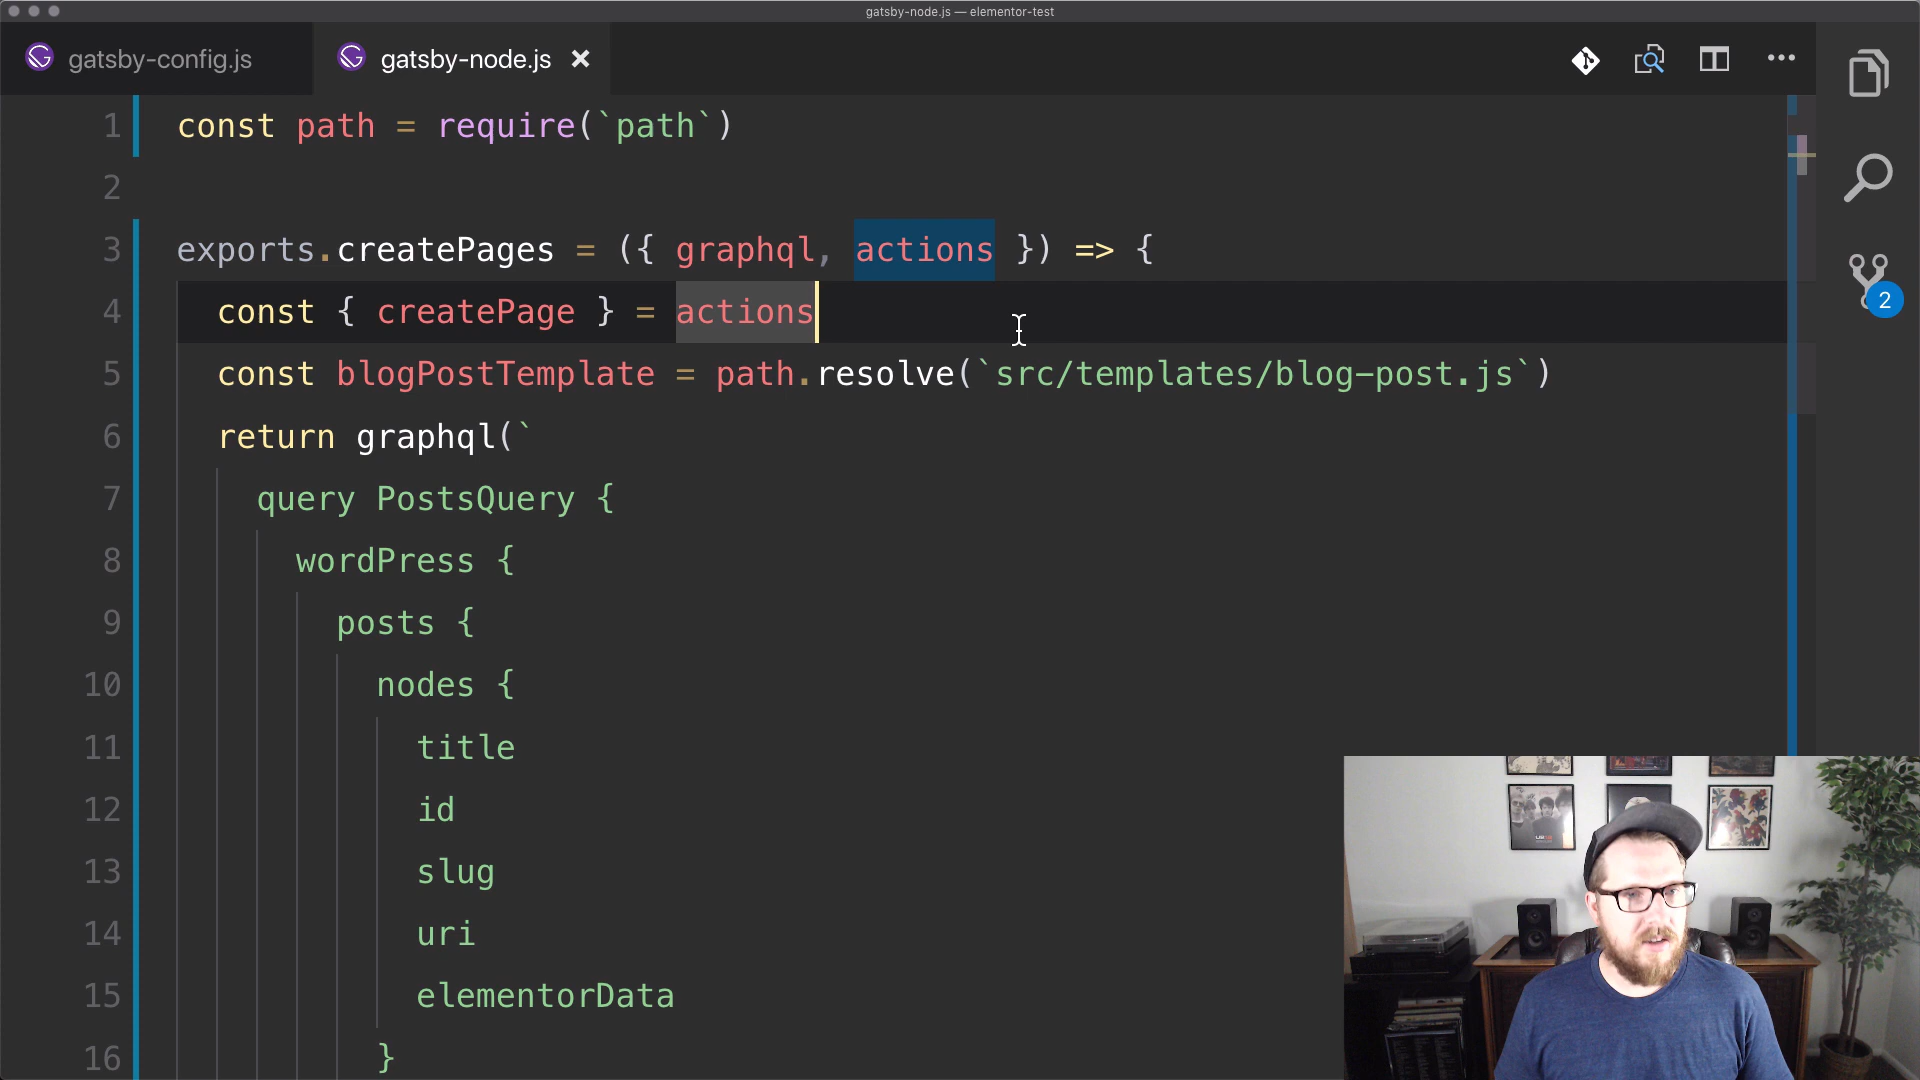 gatsby-node.js — elementor-test
gatsby-config.js
gatsby-node.js
1 const path = require(`path`)
2
3 exports.createPages = ({ graphql, actions }) => {
4 const { createPage } = actions
5 const blogPostTemplate = path.resolve(`src/templates/blog-post.js`)
6 return graphql(`
7 query PostsQuery {
8 wordPress {
9 posts {
10 nodes {
11 title
12 id
13 slug
14 uri
15 elementorData
16 }
2